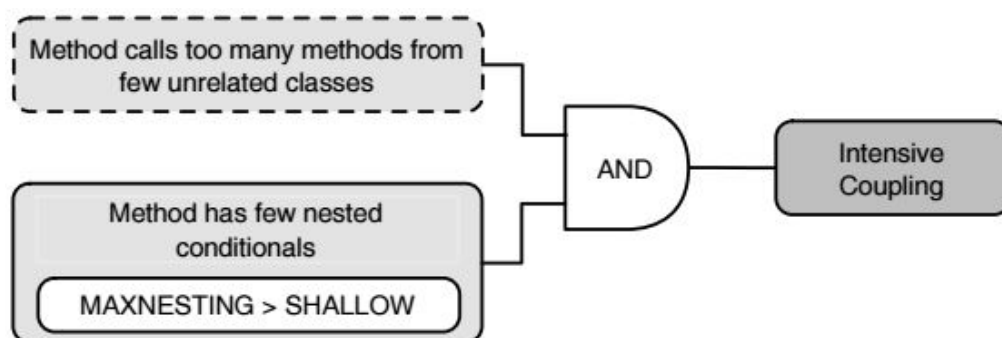 Method calls too many methods from
few unrelated classes
AND
Intensive
Coupling
Method has few nested
conditionals
MAXNESTING > SHALLOW